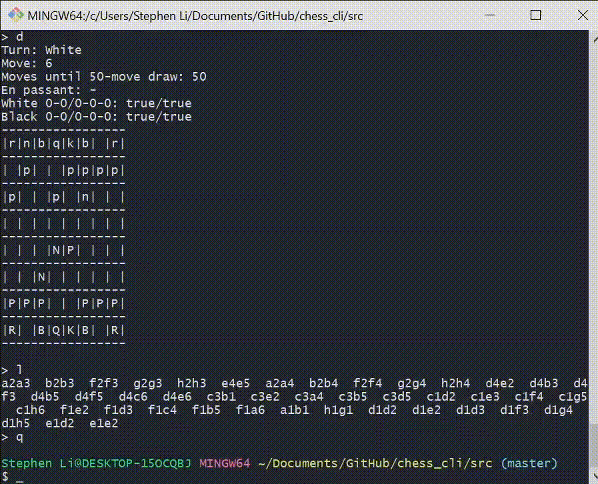 MINGW64:/c/Users/Stephen Li/Documents/GitHub/chess_cli/src
> d
Turn: White
Move: 6
Moves until 50-move draw: 50
En passant: -
White 0-0/0-0-0: true/true
Black 0-0/0-0-0: true/true
-----------------
|r|n|b|q|k|b| |r|
-----------------
| |p| | |p|p|p|p|
-----------------
|p| | |p| |n| | |
-----------------
| | | | | | | | |
-----------------
| | | |N|P| | | |
-----------------
| | |N| | | | | |
-----------------
|P|P|P| | |P|P|P|
-----------------
|R| |B|Q|K|B| |R|
-----------------
> l
a2a3  b2b3  f2f3  g2g3  h2h3  e4e5  a2a4  b2b4  f2f4  g2g4  h2h4  d4e2  d4b3  d4
f3  d4b5  d4f5  d4c6  d4e6  c3b1  c3e2  c3a4  c3b5  c3d5  c1d2  c1e3  c1f4  c1g5
  c1h6  f1e2  f1d3  f1c4  f1b5  f1a6  a1b1  h1g1  d1d2  d1e2  d1d3  d1f3  d1g4
d1h5  e1d2  e1e2
> q
Stephen Li@DESKTOP-15OCQBJ MINGW64 ~/Documents/GitHub/chess_cli/src (master)
$ _